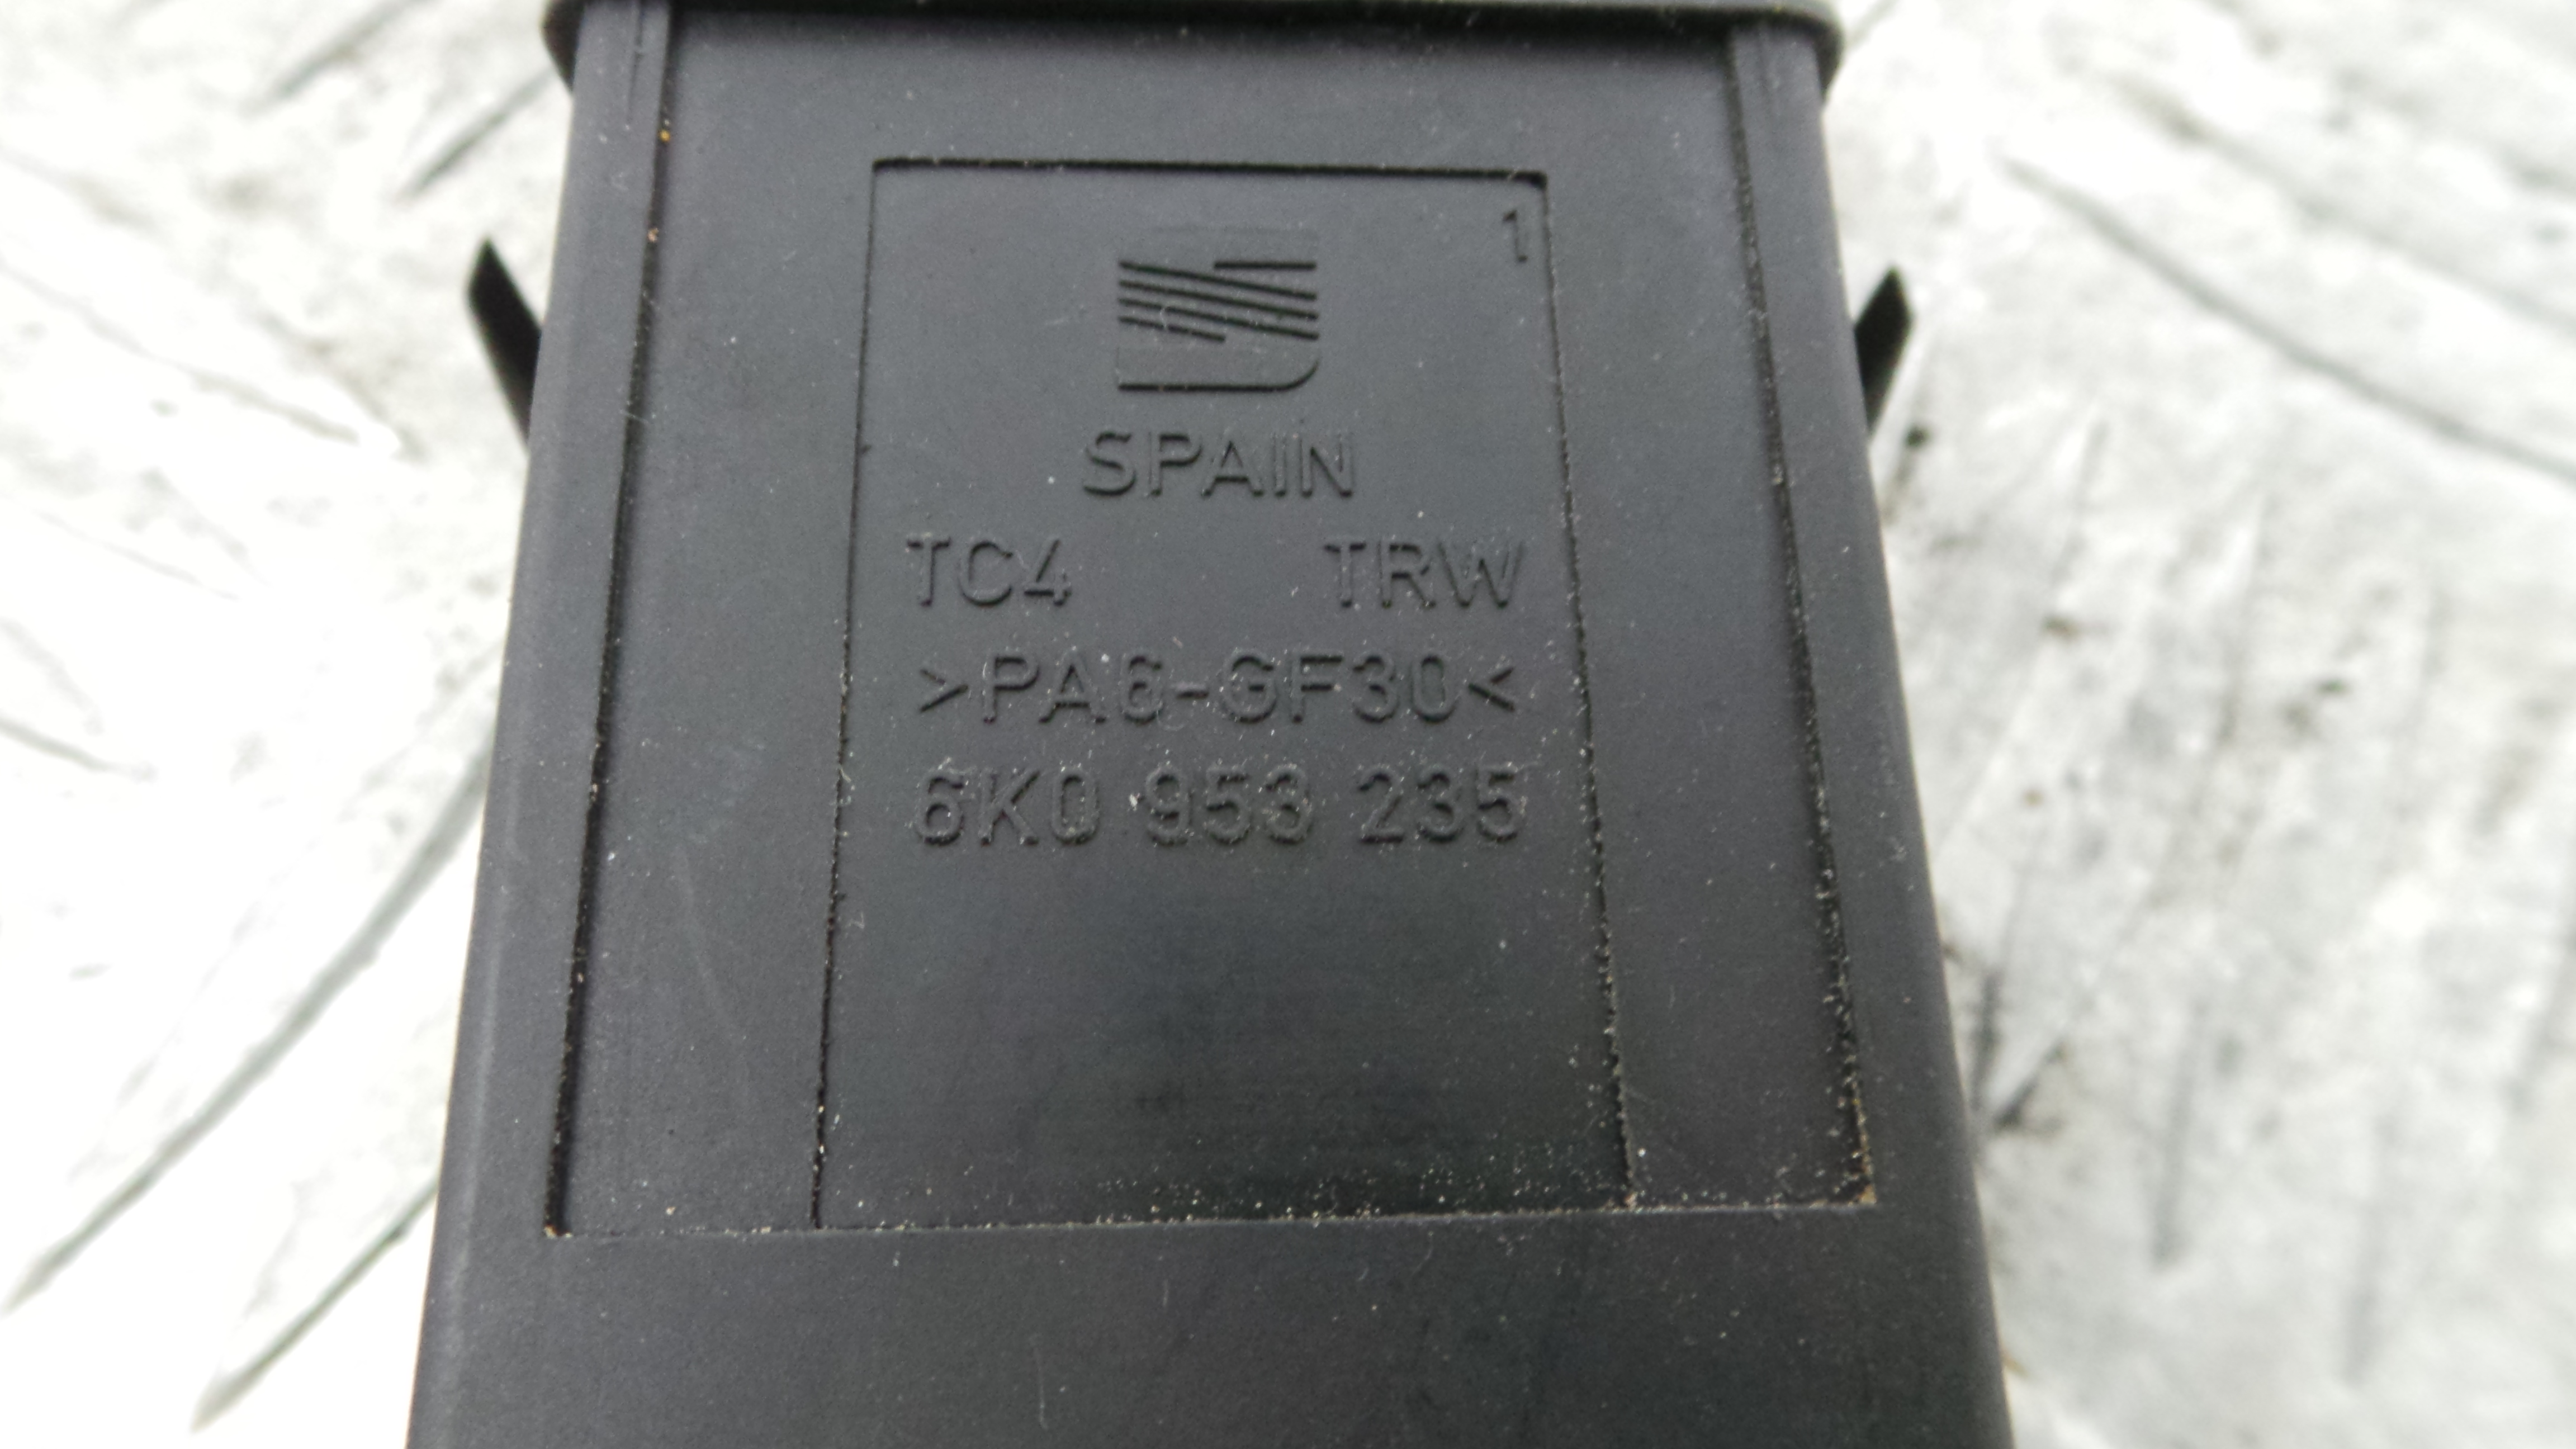 1
SPAIN
TC4 TRW
>PA6-GF30<
6K0 953 235